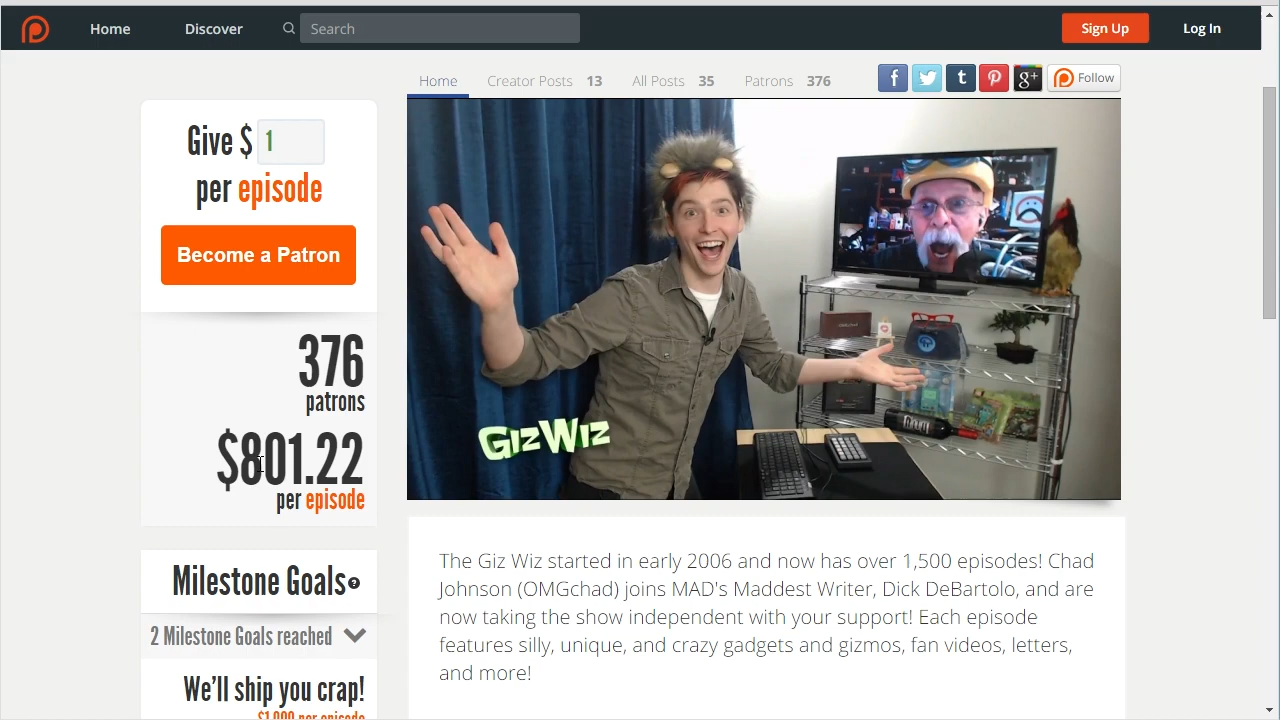 Home
Discover
Search
Sign Up
Log In
Home
Creator Posts 13
All Posts 35
Patrons 376
Follow
Give $ 1
per episode
Become a Patron
376
patrons
$801.22
per episode
GizWiz
Milestone Goals
2 Milestone Goals reached
We'll ship you crap!
$1,000 per episode
The Giz Wiz started in early 2006 and now has over 1,500 episodes! Chad
Johnson (OMGchad) joins MAD's Maddest Writer, Dick DeBartolo, and are
now taking the show independent with your support! Each episode
features silly, unique, and crazy gadgets and gizmos, fan videos, letters,
and more!